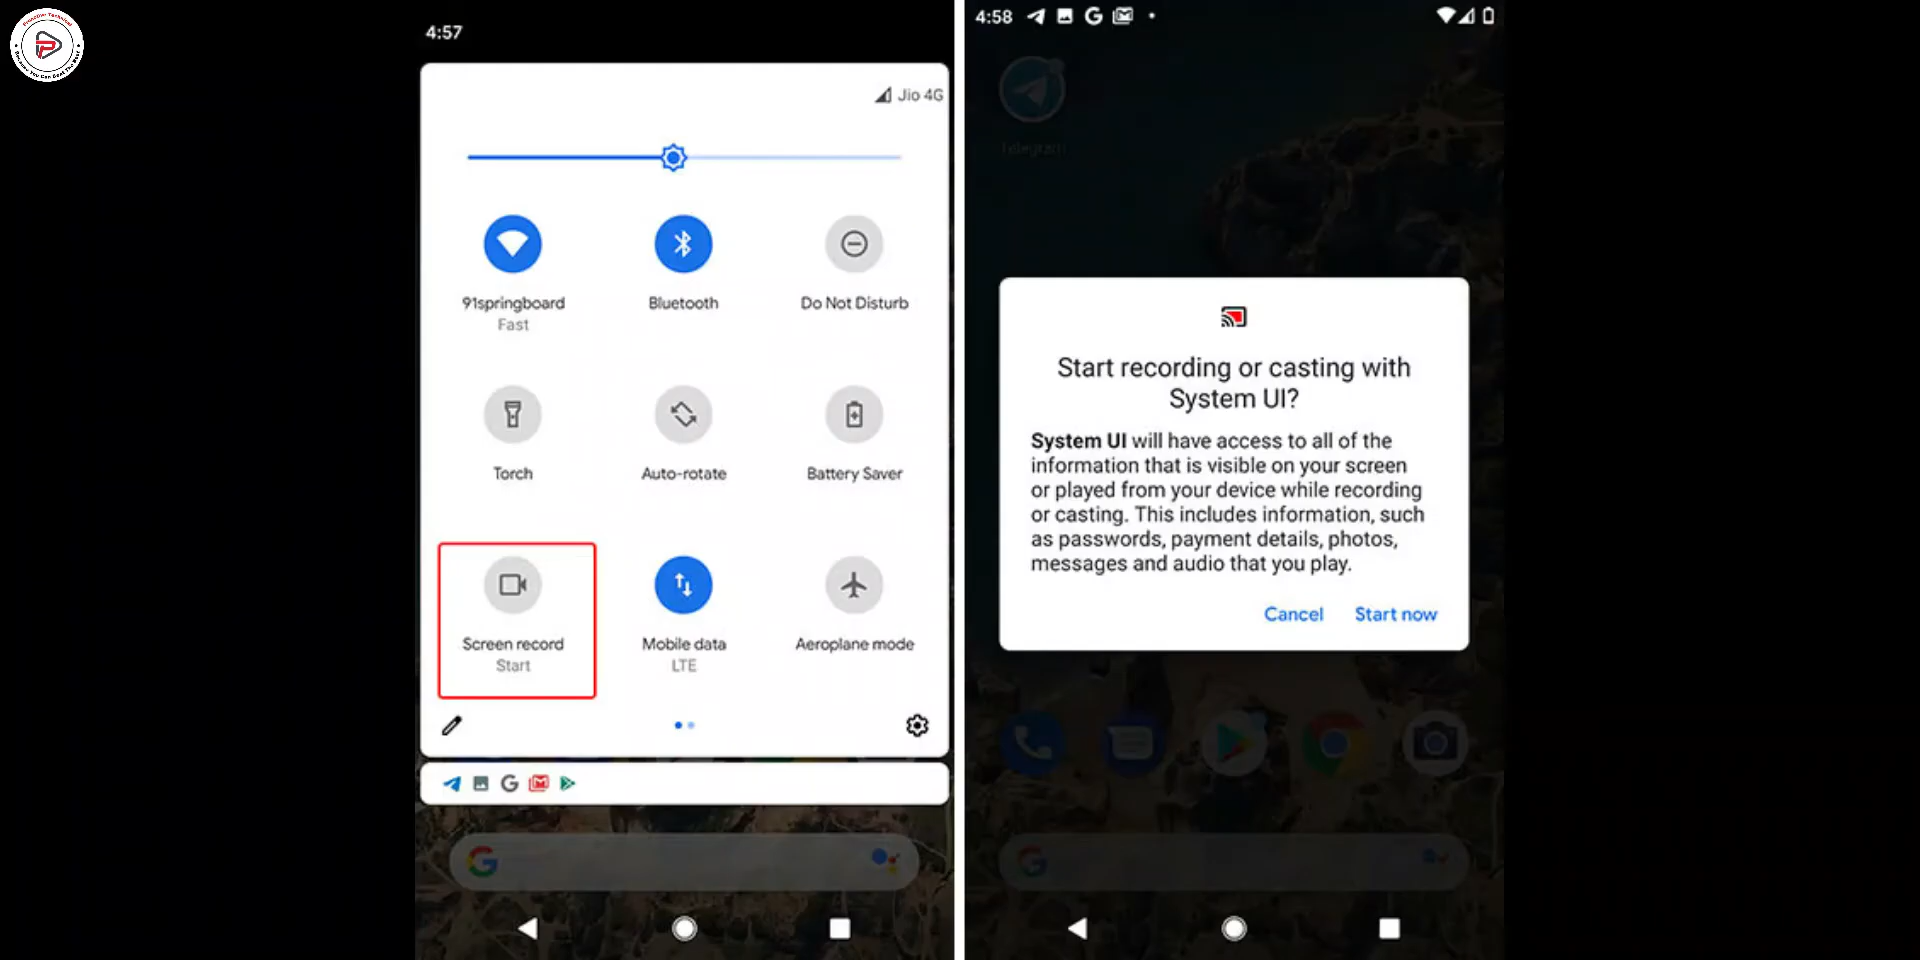 4:57
Jio 4G
91springboard
Fast
Bluetooth
Do Not Disturb
Torch
Auto-rotate
Battery Saver
Screen record
Start
Mobile data
LTE
Aeroplane mode
4:58
Telegram
Start recording or casting with
System UI?
System UI will have access to all of the
information that is visible on your screen
or played from your device while recording
or casting. This includes information, such
as passwords, payment details, photos,
messages and audio that you play.
Cancel
Start now